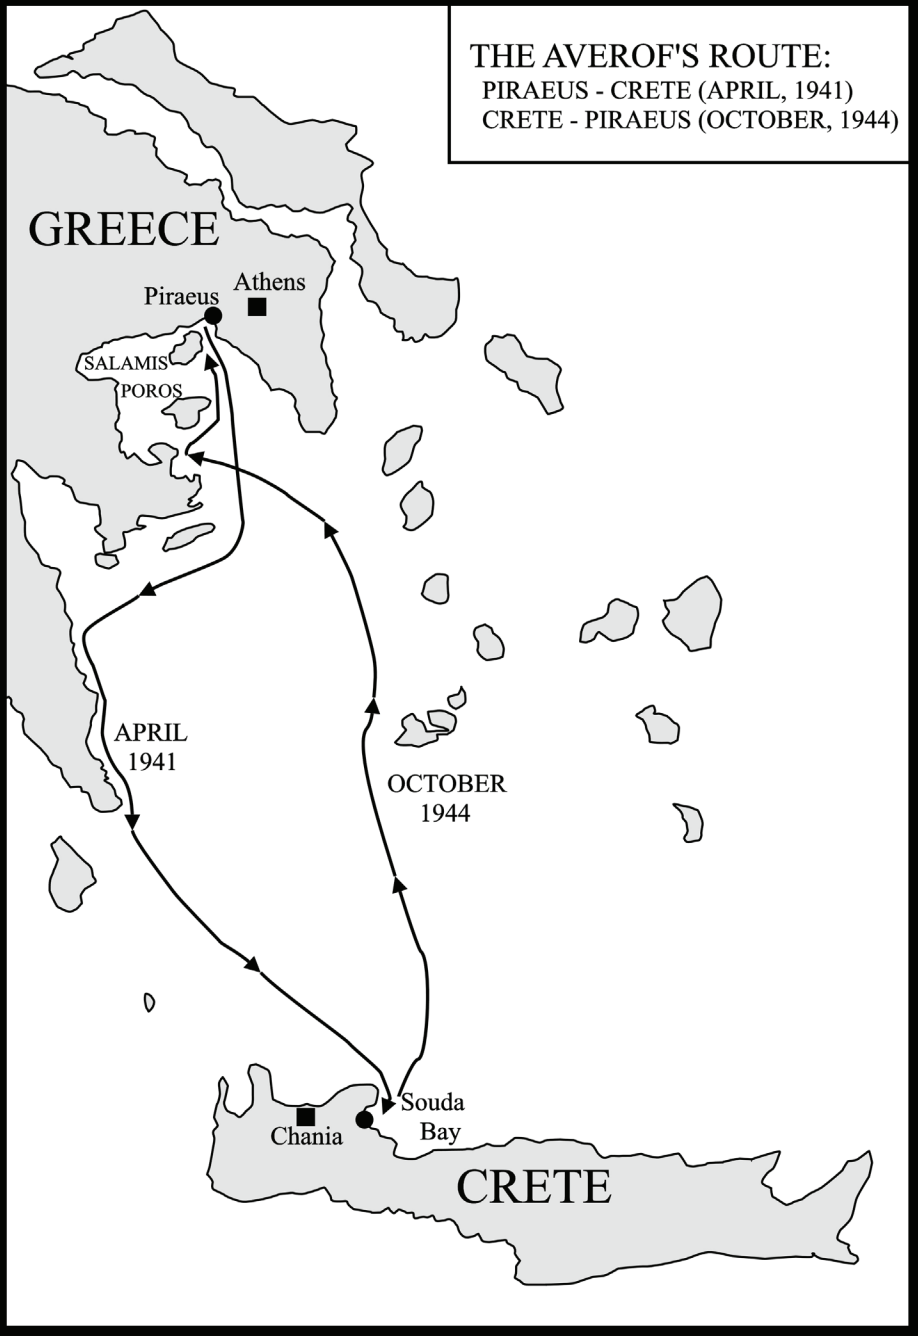 THE AVEROF'S ROUTE:
PIRAEUS - CRETE (APRIL, 1941)
CRETE - PIRAEUS (OCTOBER, 1944)
GREECE
Athens
Piraeus
SALAMIS
POROS
APRIL
1941
OCTOBER
1944
Souda
Bay
Chania
CRETE